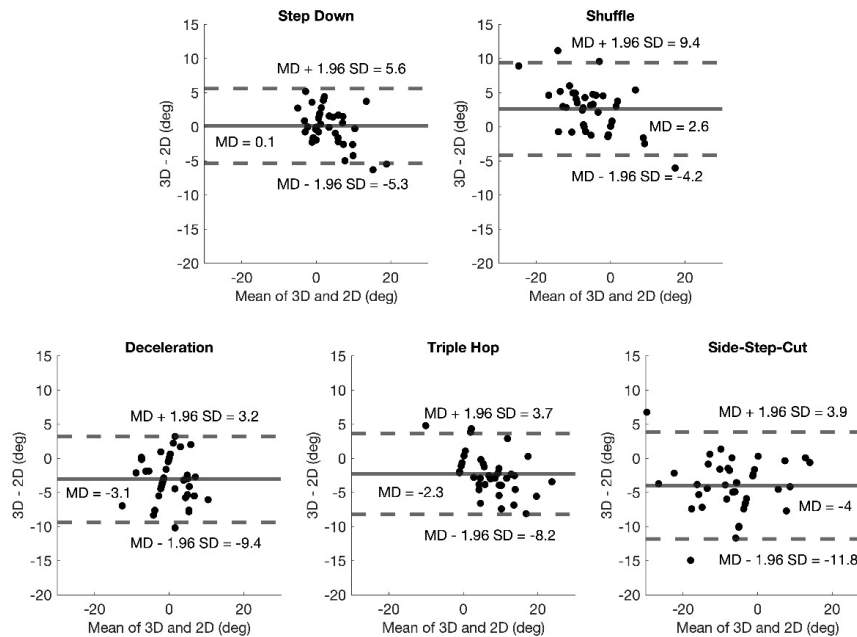 Step Down
15
10
5
0
-5
-10
-15
-20
3D - 2D (deg)
MD + 1.96 SD = 5.6
MD = 0.1
MD - 1.96 SD = -5.3
-20
0
20
Mean of 3D and 2D (deg)
Shuffle
15
10
5
0
-5
-10
-15
-20
3D - 2D (deg)
MD + 1.96 SD = 9.4
MD = 2.6
MD - 1.96 SD = -4.2
-20
0
20
Mean of 3D and 2D (deg)
Deceleration
15
10
5
0
-5
-10
-15
-20
3D - 2D (deg)
MD + 1.96 SD = 3.2
MD = -3.1
MD - 1.96 SD = -9.4
-20
0
20
Mean of 3D and 2D (deg)
Triple Hop
15
10
5
0
-5
-10
-15
-20
3D - 2D (deg)
MD + 1.96 SD = 3.7
MD = -2.3
MD - 1.96 SD = -8.2
-20
0
20
Mean of 3D and 2D (deg)
Side-Step-Cut
15
10
5
0
-5
-10
-15
-20
3D - 2D (deg)
MD + 1.96 SD = 3.9
MD = -4
MD - 1.96 SD = -11.8
-20
0
20
Mean of 3D and 2D (deg)